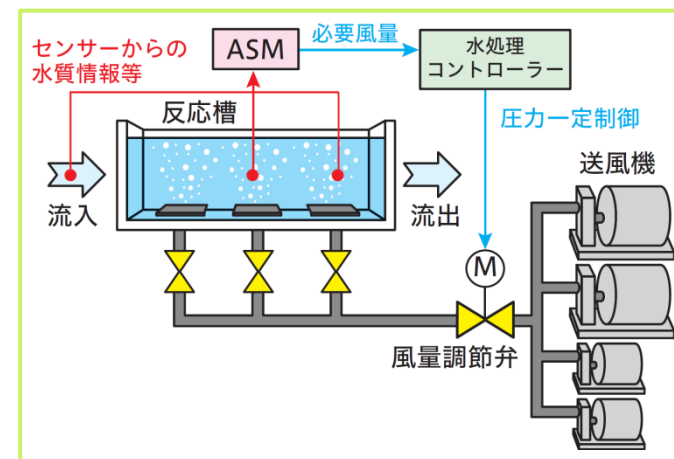 センサーからの
水質情報等
ASM
必要風量
水処理
コントローラー
反応槽
圧力一定制御
送風機
流入
流出
M
風量調節弁